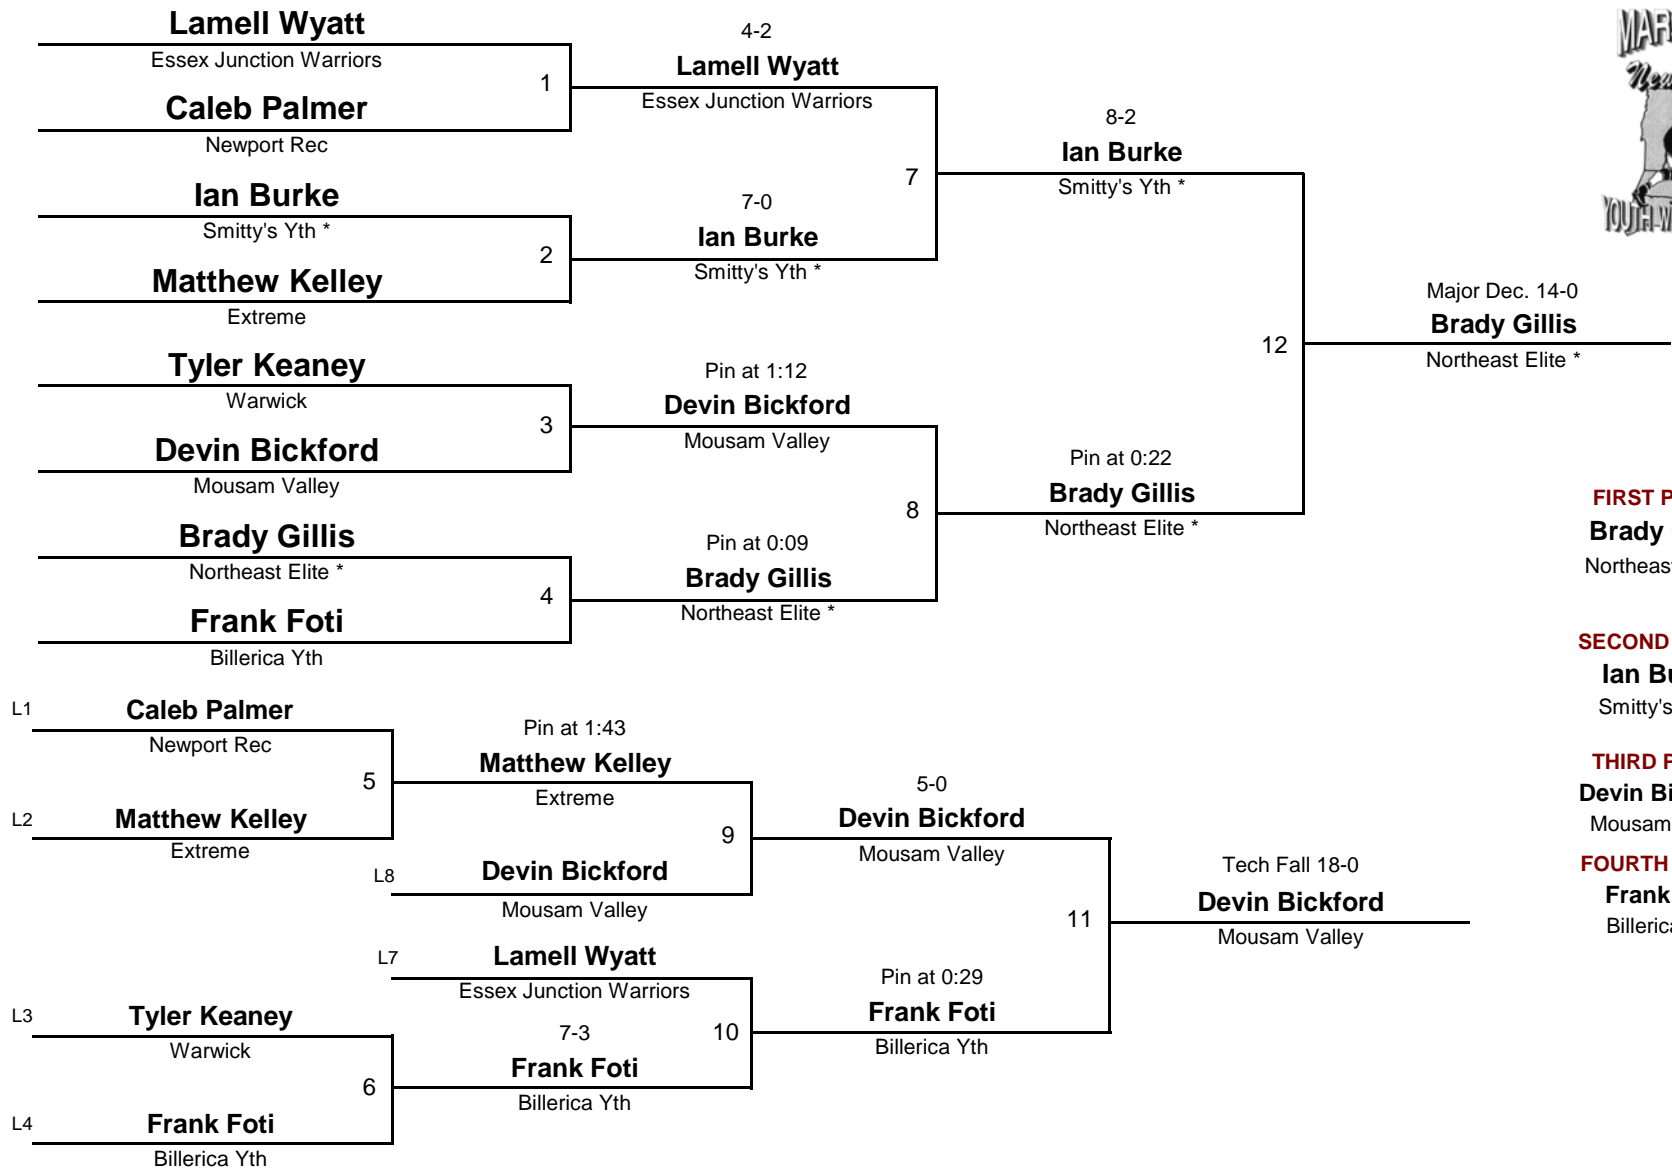 Lamell Wyatt
Essex Junction Warriors
1
Caleb Palmer
Newport Rec
Ian Burke
Smitty's Yth *
2
Matthew Kelley
Extreme
Tyler Keaney
Warwick
3
Devin Bickford
Mousam Valley
Brady Gillis
Northeast Elite *
4
Frank Foti
Billerica Yth
4-2
Lamell Wyatt
Essex Junction Warriors
7
7-0
Ian Burke
Smitty's Yth *
Pin at 1:12
Devin Bickford
Mousam Valley
8
Pin at 0:09
Brady Gillis
Northeast Elite *
8-2
Ian Burke
Smitty's Yth *
12
Pin at 0:22
Brady Gillis
Northeast Elite *
Major Dec. 14-0
Brady Gillis
Northeast Elite *
L1
Caleb Palmer
Newport Rec
5
L2
Matthew Kelley
Extreme
Pin at 1:43
Matthew Kelley
Extreme
9
L8
Devin Bickford
Mousam Valley
L7
Lamell Wyatt
Essex Junction Warriors
10
L3
Tyler Keaney
Warwick
6
L4
Frank Foti
Billerica Yth
7-3
Frank Foti
Billerica Yth
5-0
Devin Bickford
Mousam Valley
11
Pin at 0:29
Frank Foti
Billerica Yth
Tech Fall 18-0
Devin Bickford
Mousam Valley
FIRST
Brady
SECOND
Ian
THIRD
Devin
Mousam
FOURTH
Frank